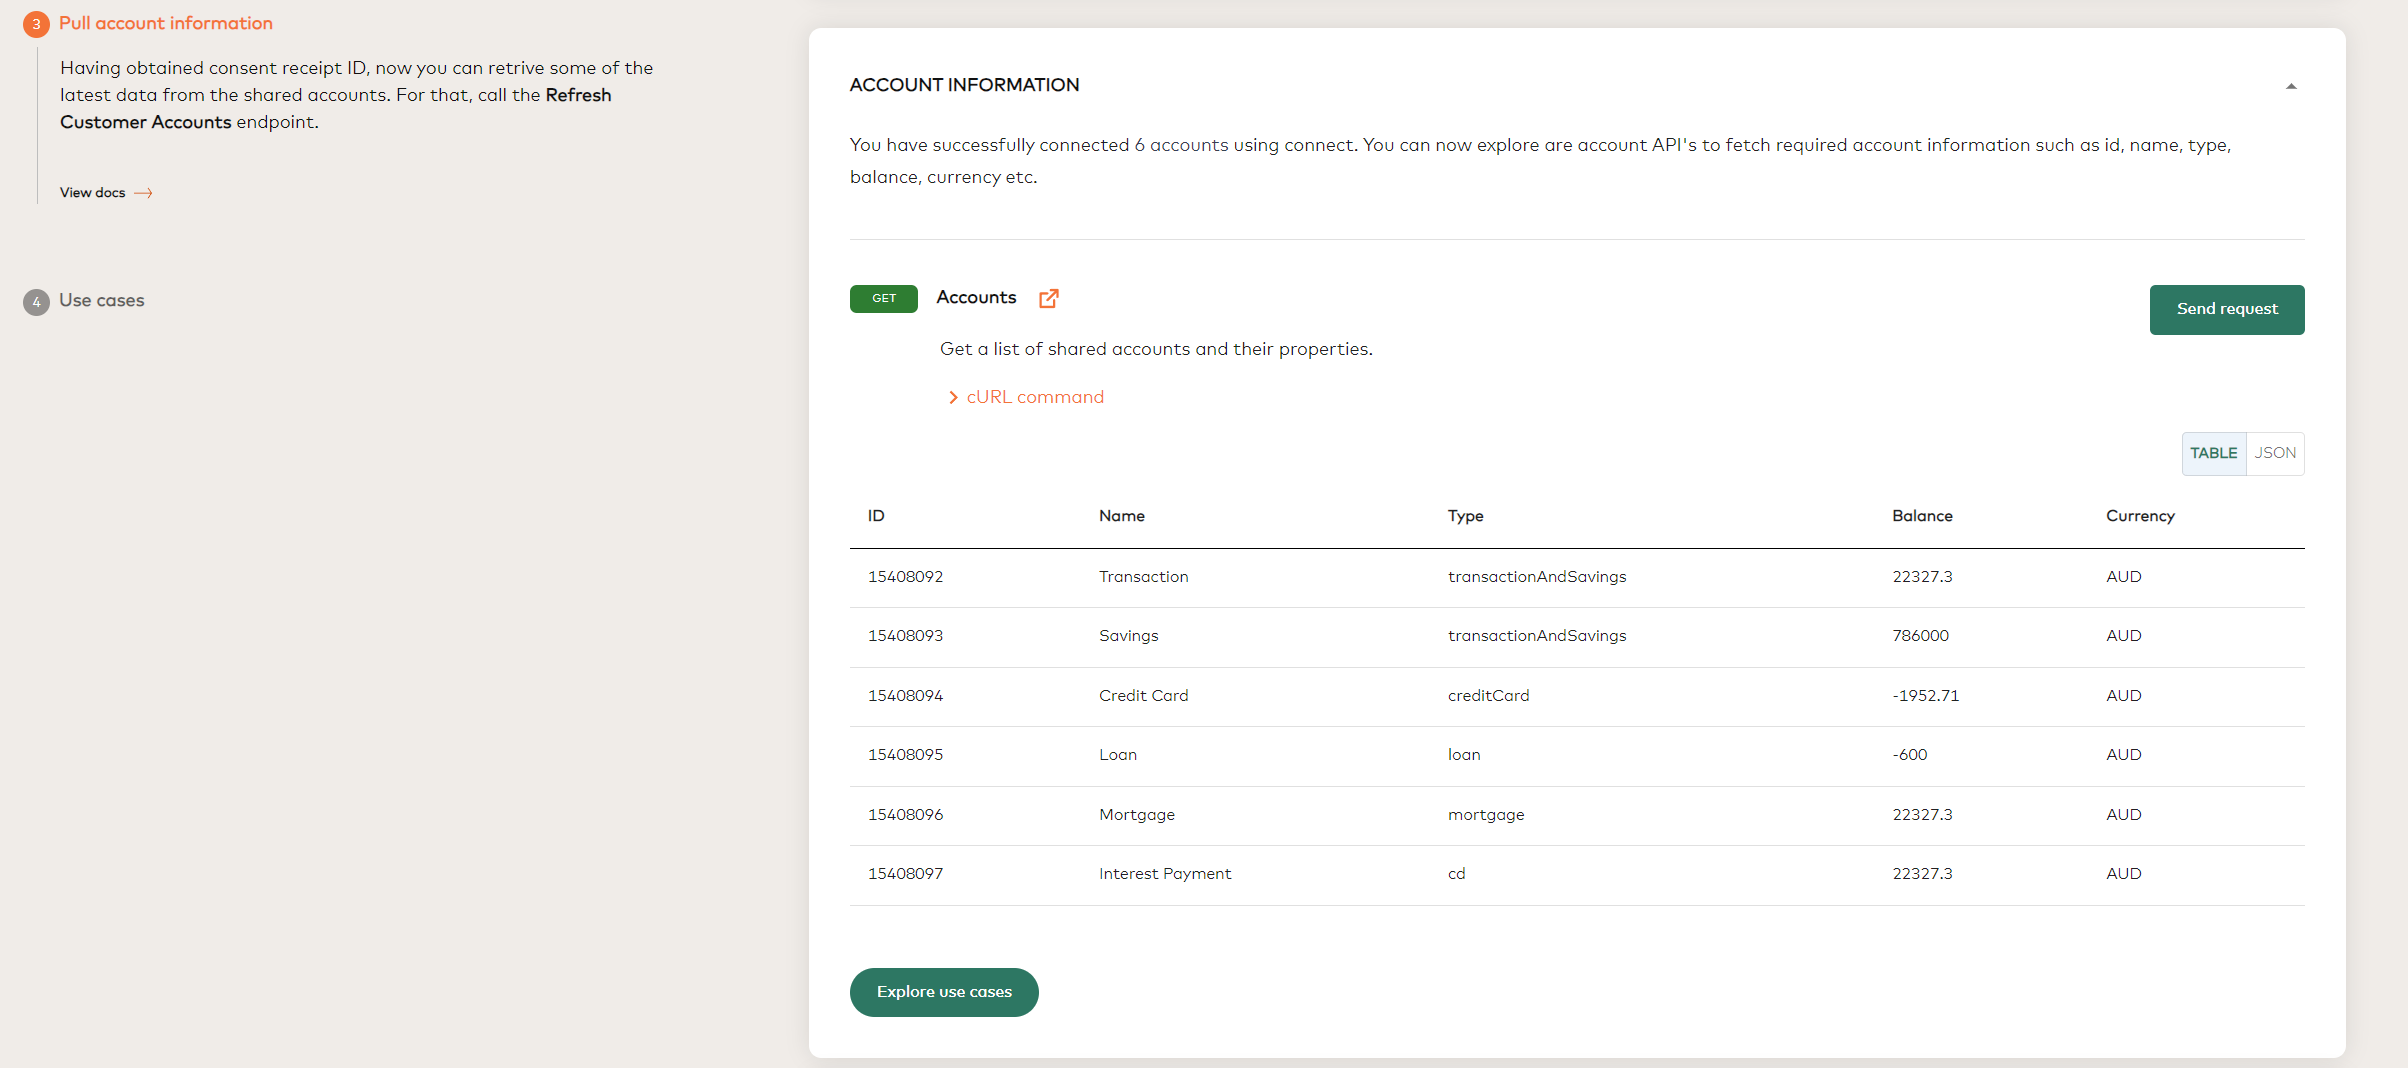 3 Pull account information
Having obtained consent receipt ID, now you can retrive some of the
latest data from the shared accounts. For that, call the Refresh
Customer Accounts endpoint.
View docs
4 Use cases
ACCOUNT INFORMATION
You have successfully connected 6 accounts using connect. You can now explore are account API's to fetch required account information such as id, name, type,
balance, currency etc.
GET Accounts
Send request
Get a list of shared accounts and their properties.
cURL command
TABLE JSON
ID Name Type Balance Currency
15408092 Transaction transactionAndSavings 22327.3 AUD
15408093 Savings transactionAndSavings 786000 AUD
15408094 Credit Card creditCard -1952.71 AUD
15408095 Loan loan -600 AUD
15408096 Mortgage mortgage 22327.3 AUD
15408097 Interest Payment cd 22327.3 AUD
Explore use cases